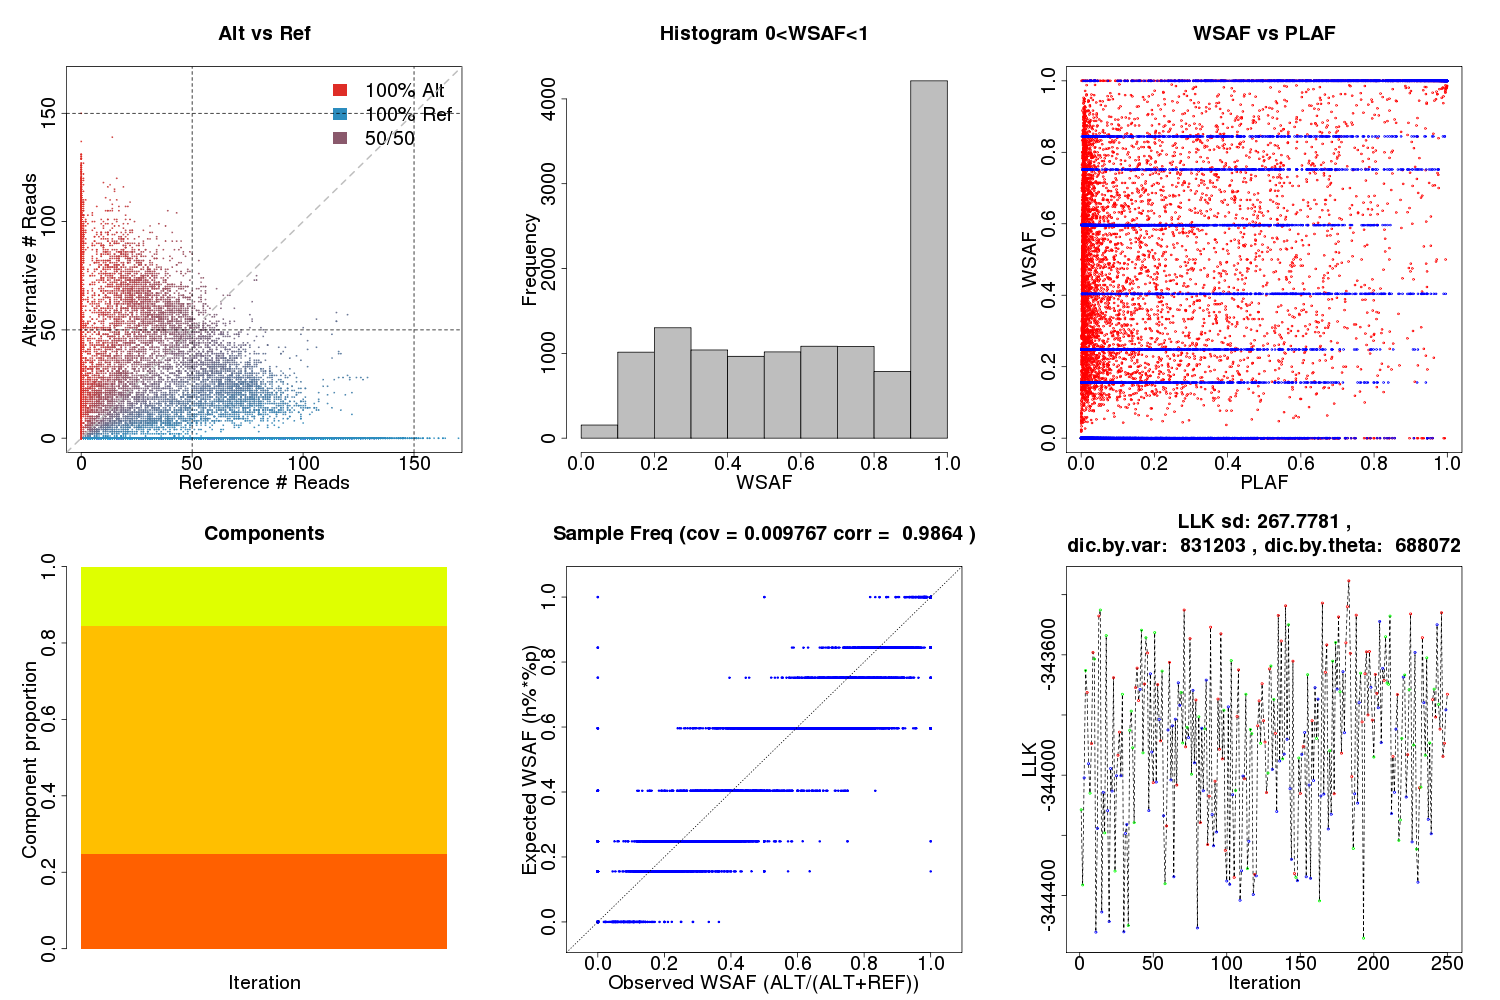 Alt vs Ref
Alternative # Reads
0 50 100 150
100% Alt
100% Ref
50/50
0 50 100 150
Reference # Reads
Histogram 0<WSAF<1
Frequency
0 1000 2000 3000 4000
0.0 0.2 0.4 0.6 0.8 1.0
WSAF
WSAF vs PLAF
WSAF
0.0 0.2 0.4 0.6 0.8 1.0
0.0 0.2 0.4 0.6 0.8 1.0
PLAF
Components
Component proportion
0.0 0.2 0.4 0.6 0.8 1.0
Iteration
Sample Freq (cov = 0.009767 corr = 0.9864 )
Expected WSAF (h%*%p)
0.0 0.2 0.4 0.6 0.8 1.0
0.0 0.2 0.4 0.6 0.8 1.0
Observed WSAF (ALT/(ALT+REF))
LLK sd: 267.7781 ,
dic.by.var: 831203 , dic.by.theta: 688072
LLK
-344400 -344000 -343600
0 50 100 150 200 250
Iteration